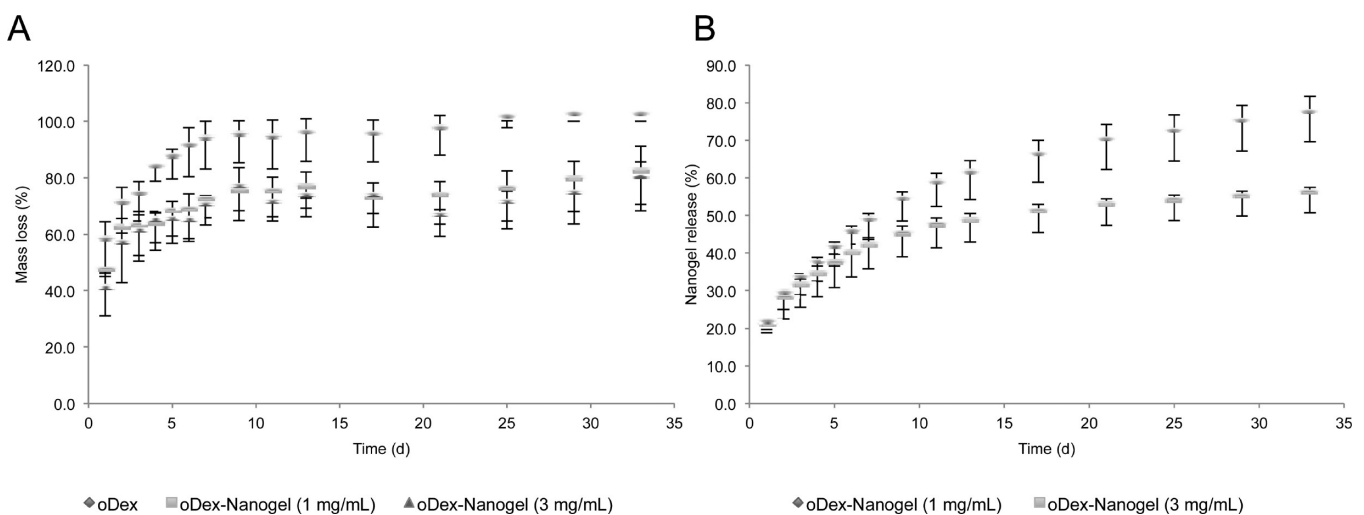 A
120.0
100.0
80.0
60.0
40.0
20.0
0.0
Mass loss (%)
0 5 10 15 20 25 30 35
Time (d)
oDex oDex-Nanogel (1 mg/mL) oDex-Nanogel (3 mg/mL)
B
90.0
80.0
70.0
60.0
50.0
40.0
30.0
20.0
10.0
0.0
Nanogel release (%)
0 5 10 15 20 25 30 35
Time (d)
oDex-Nanogel (1 mg/mL) oDex-Nanogel (3 mg/mL)